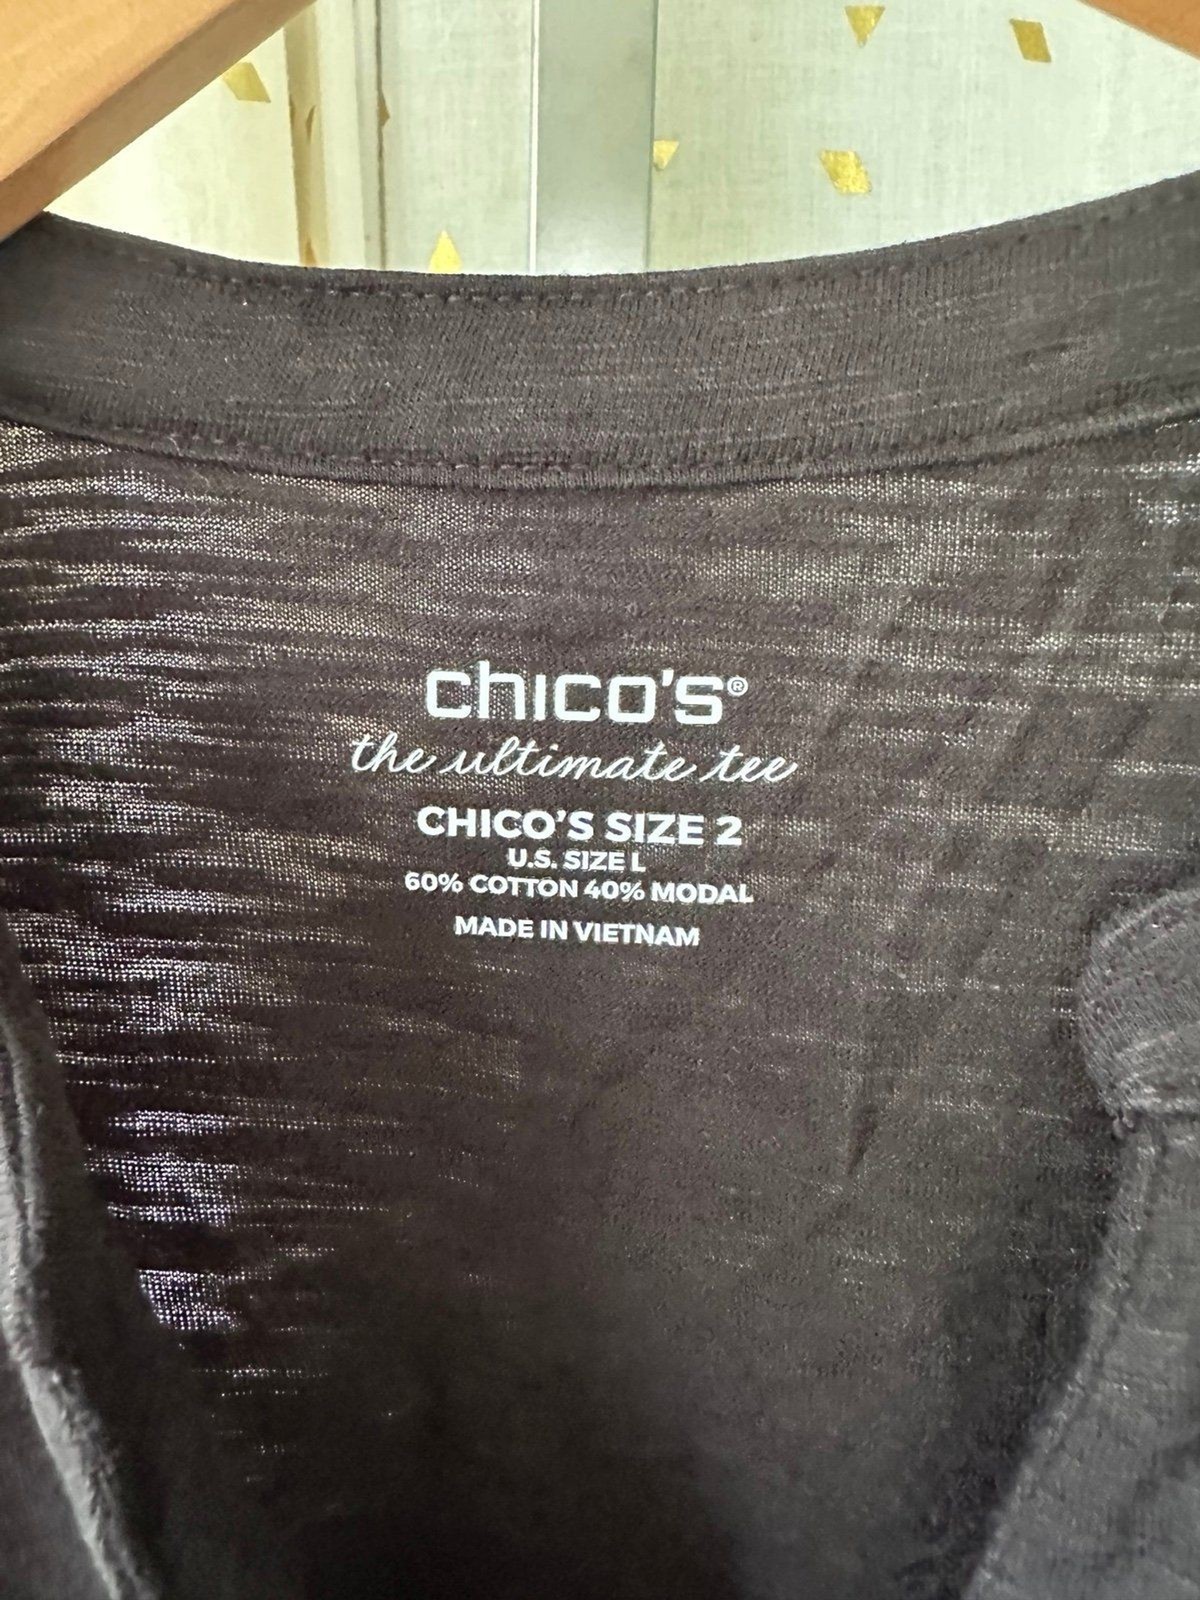 chico's®
the ultimate tee
CHICO'S SIZE 2
U.S. SIZE L
60% COTTON 40% MODAL
MADE IN VIETNAM